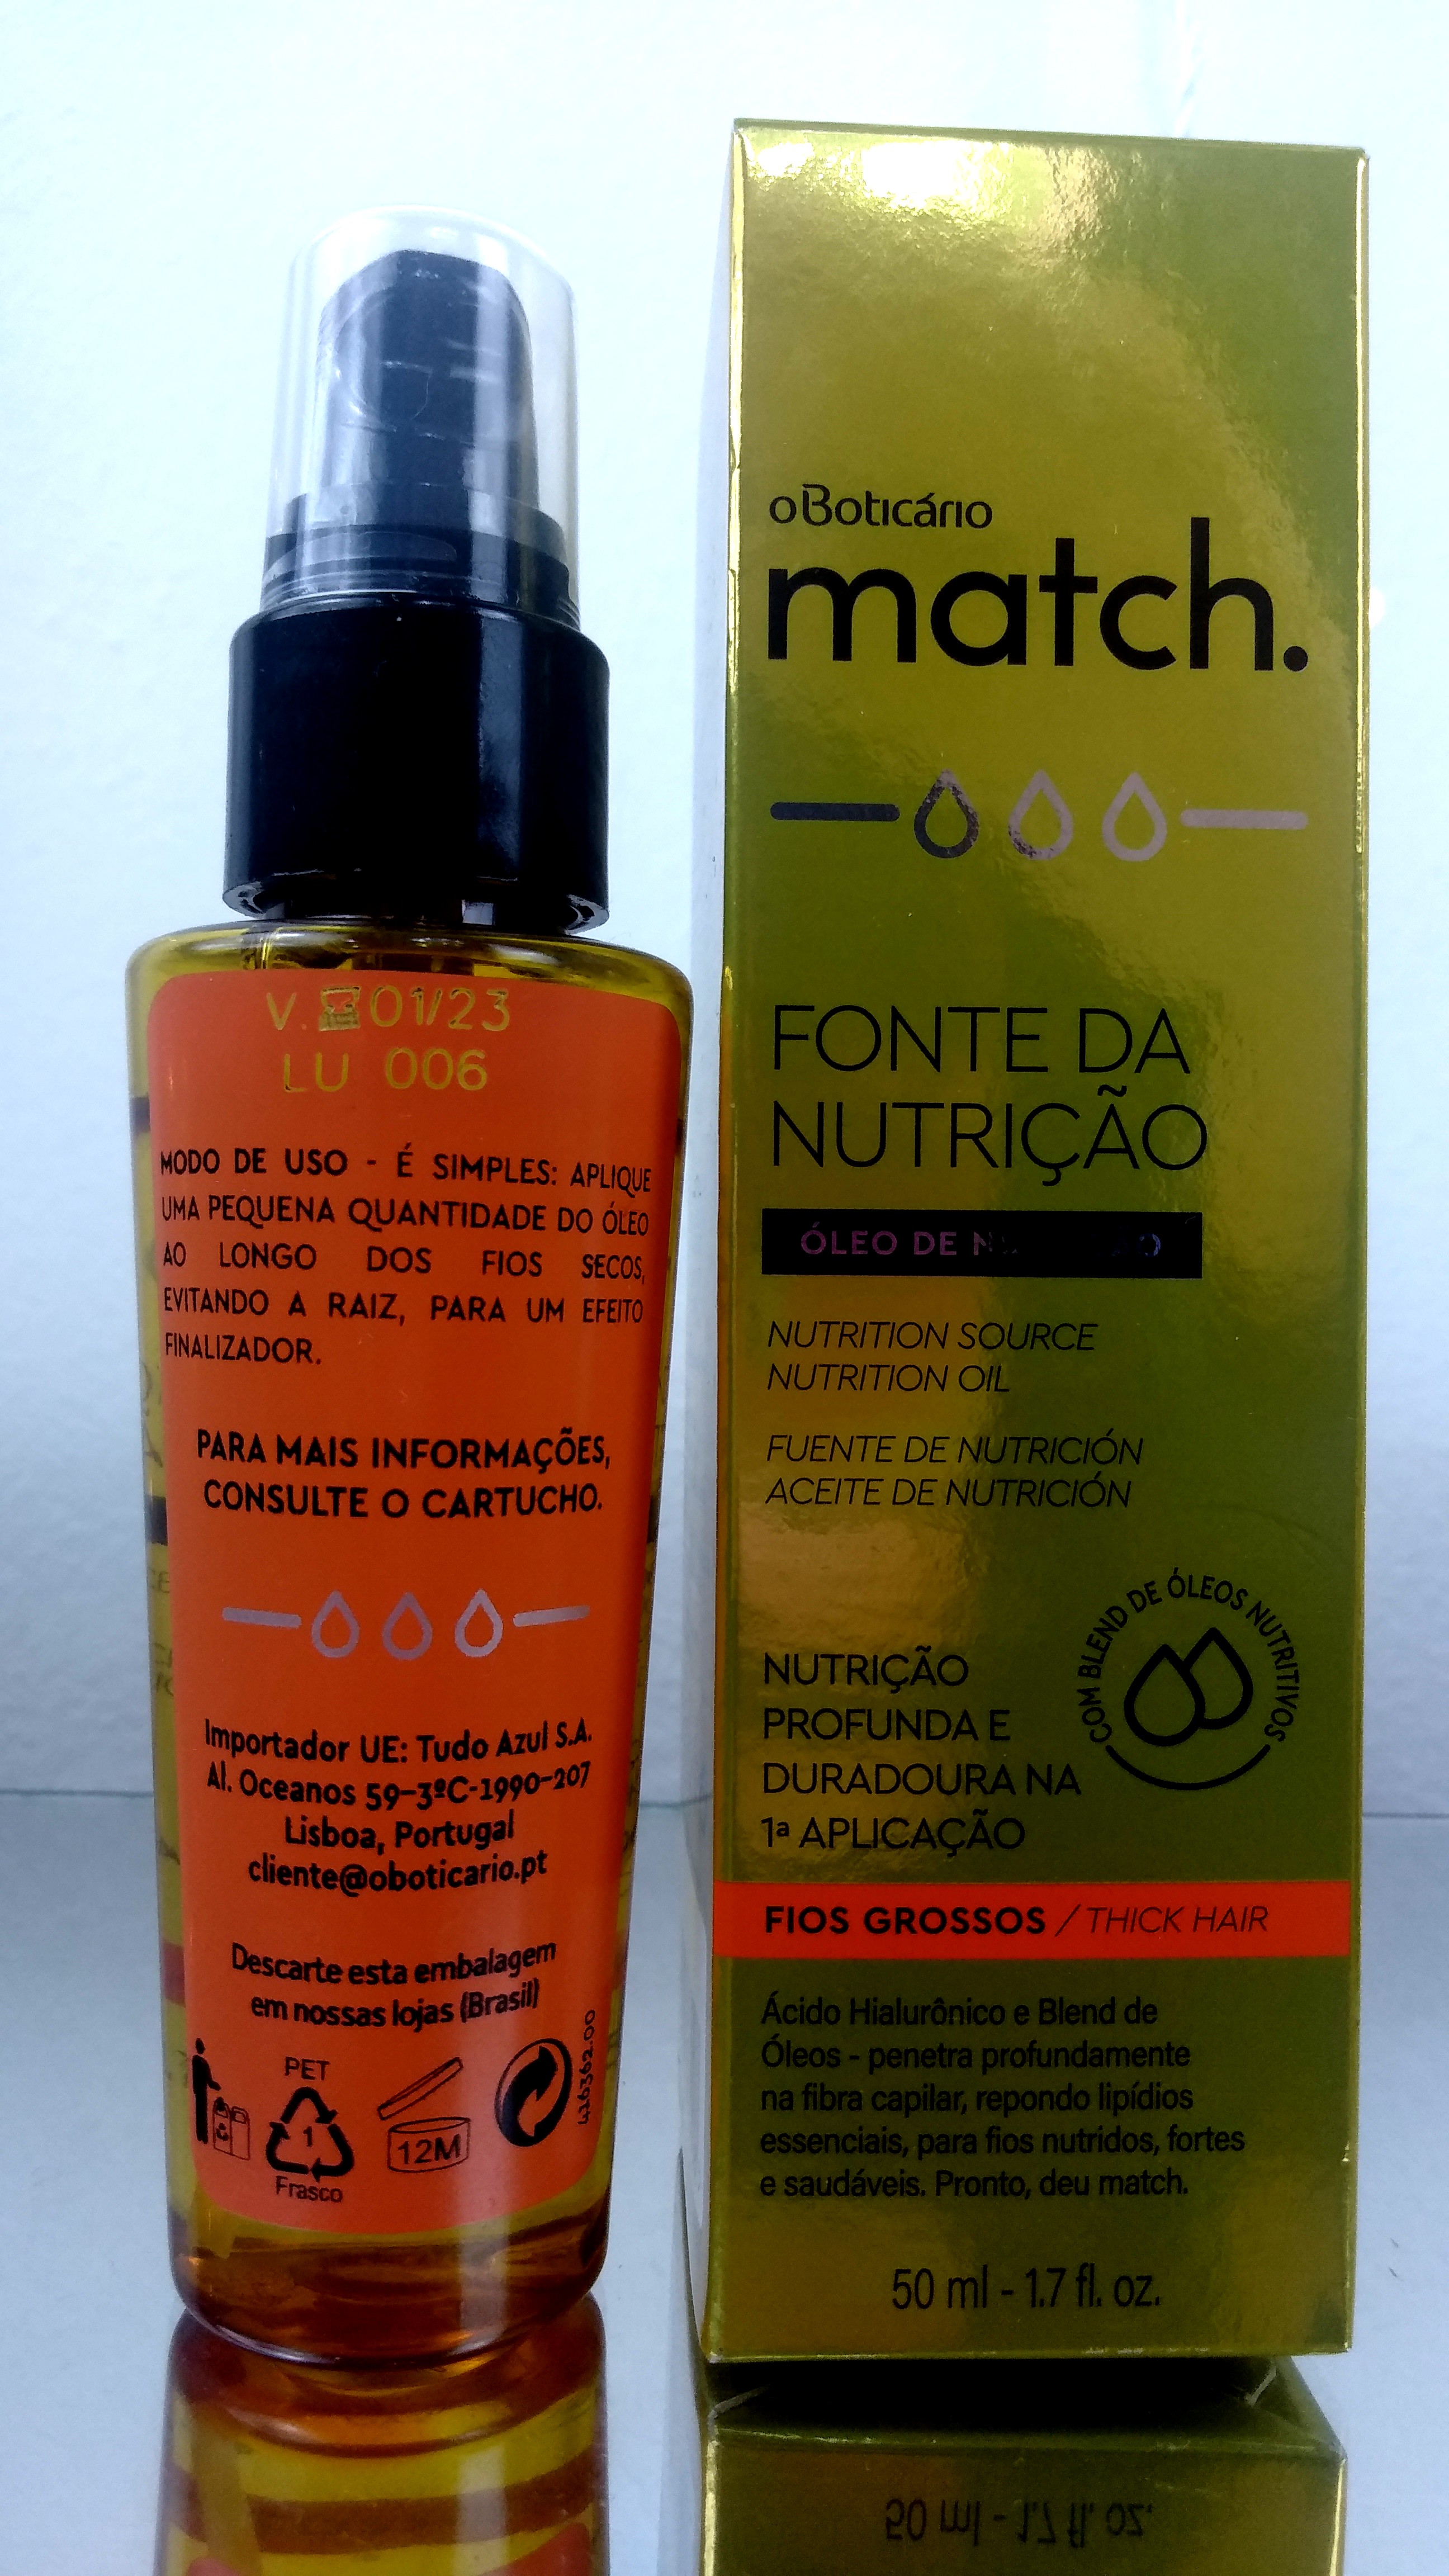 V. 01/23
LU 006
MODO DE USO - É SIMPLES: APLIQUE
UMA PEQUENA QUANTIDADE DO ÓLEO
AO LONGO DOS FIOS SECOS,
EVITANDO A RAIZ, PARA UM EFEITO
FINALIZADOR.
PARA MAIS INFORMAÇÕES,
CONSULTE O CARTUCHO.
Importador UE: Tudo Azul S.A.
Al. Oceanos 59-3ºC-1990-207
Lisboa, Portugal
cliente@oboticario.pt
Descarte esta embalagem
em nossas lojas (Brasil)
PET
1
Frasco
12M
oBoticário
match.
FONTE DA
NUTRIÇÃO
ÓLEO DE
NUTRITION SOURCE
NUTRITION OIL
FUENTE DE NUTRICIÓN
ACEITE DE NUTRICIÓN
COM BLEND DE ÓLEOS NUTRITIVOS
NUTRIÇÃO
PROFUNDA E
DURADOURA NA
1ª APLICAÇÃO
FIOS GROSSOS / THICK HAIR
Ácido Hialurônico e Blend de
Óleos - penetra profundamente
na fibra capilar, repondo lipídios
essenciais, para fios nutridos, fortes
e saudáveis. Pronto, deu match.
50 ml - 1.7 fl. oz.